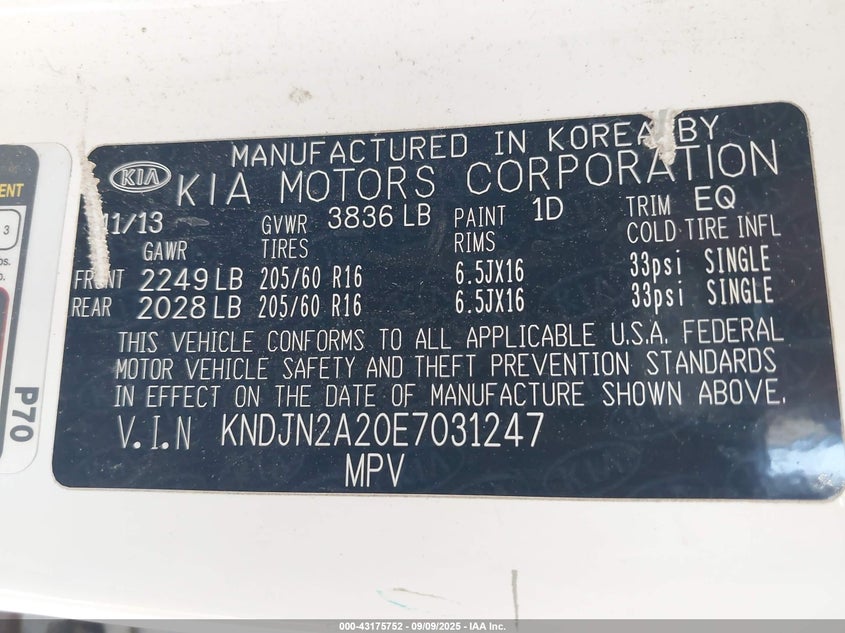 MANUFACTURED IN KOREA BY
KIA KIA MOTORS CORPORATION
11/13 GVWR 3836 LB PAINT 1D TRIM EQ
GAWR TIRES RIMS COLD TIRE INFL
FRONT 2249 LB 205/60 R16 6.5JX16 33psi SINGLE
REAR 2028 LB 205/60 R16 6.5JX16 33psi SINGLE
THIS VEHICLE CONFORMS TO ALL APPLICABLE U.S.A. FEDERAL
MOTOR VEHICLE SAFETY AND THEFT PREVENTION STANDARDS
IN EFFECT ON THE DATE OF MANUFACTURE SHOWN ABOVE.
V.I.N KNDJN2A20E7031247
MPV
3
P70
000-43175752 - 09/09/2025 - IAA Inc.